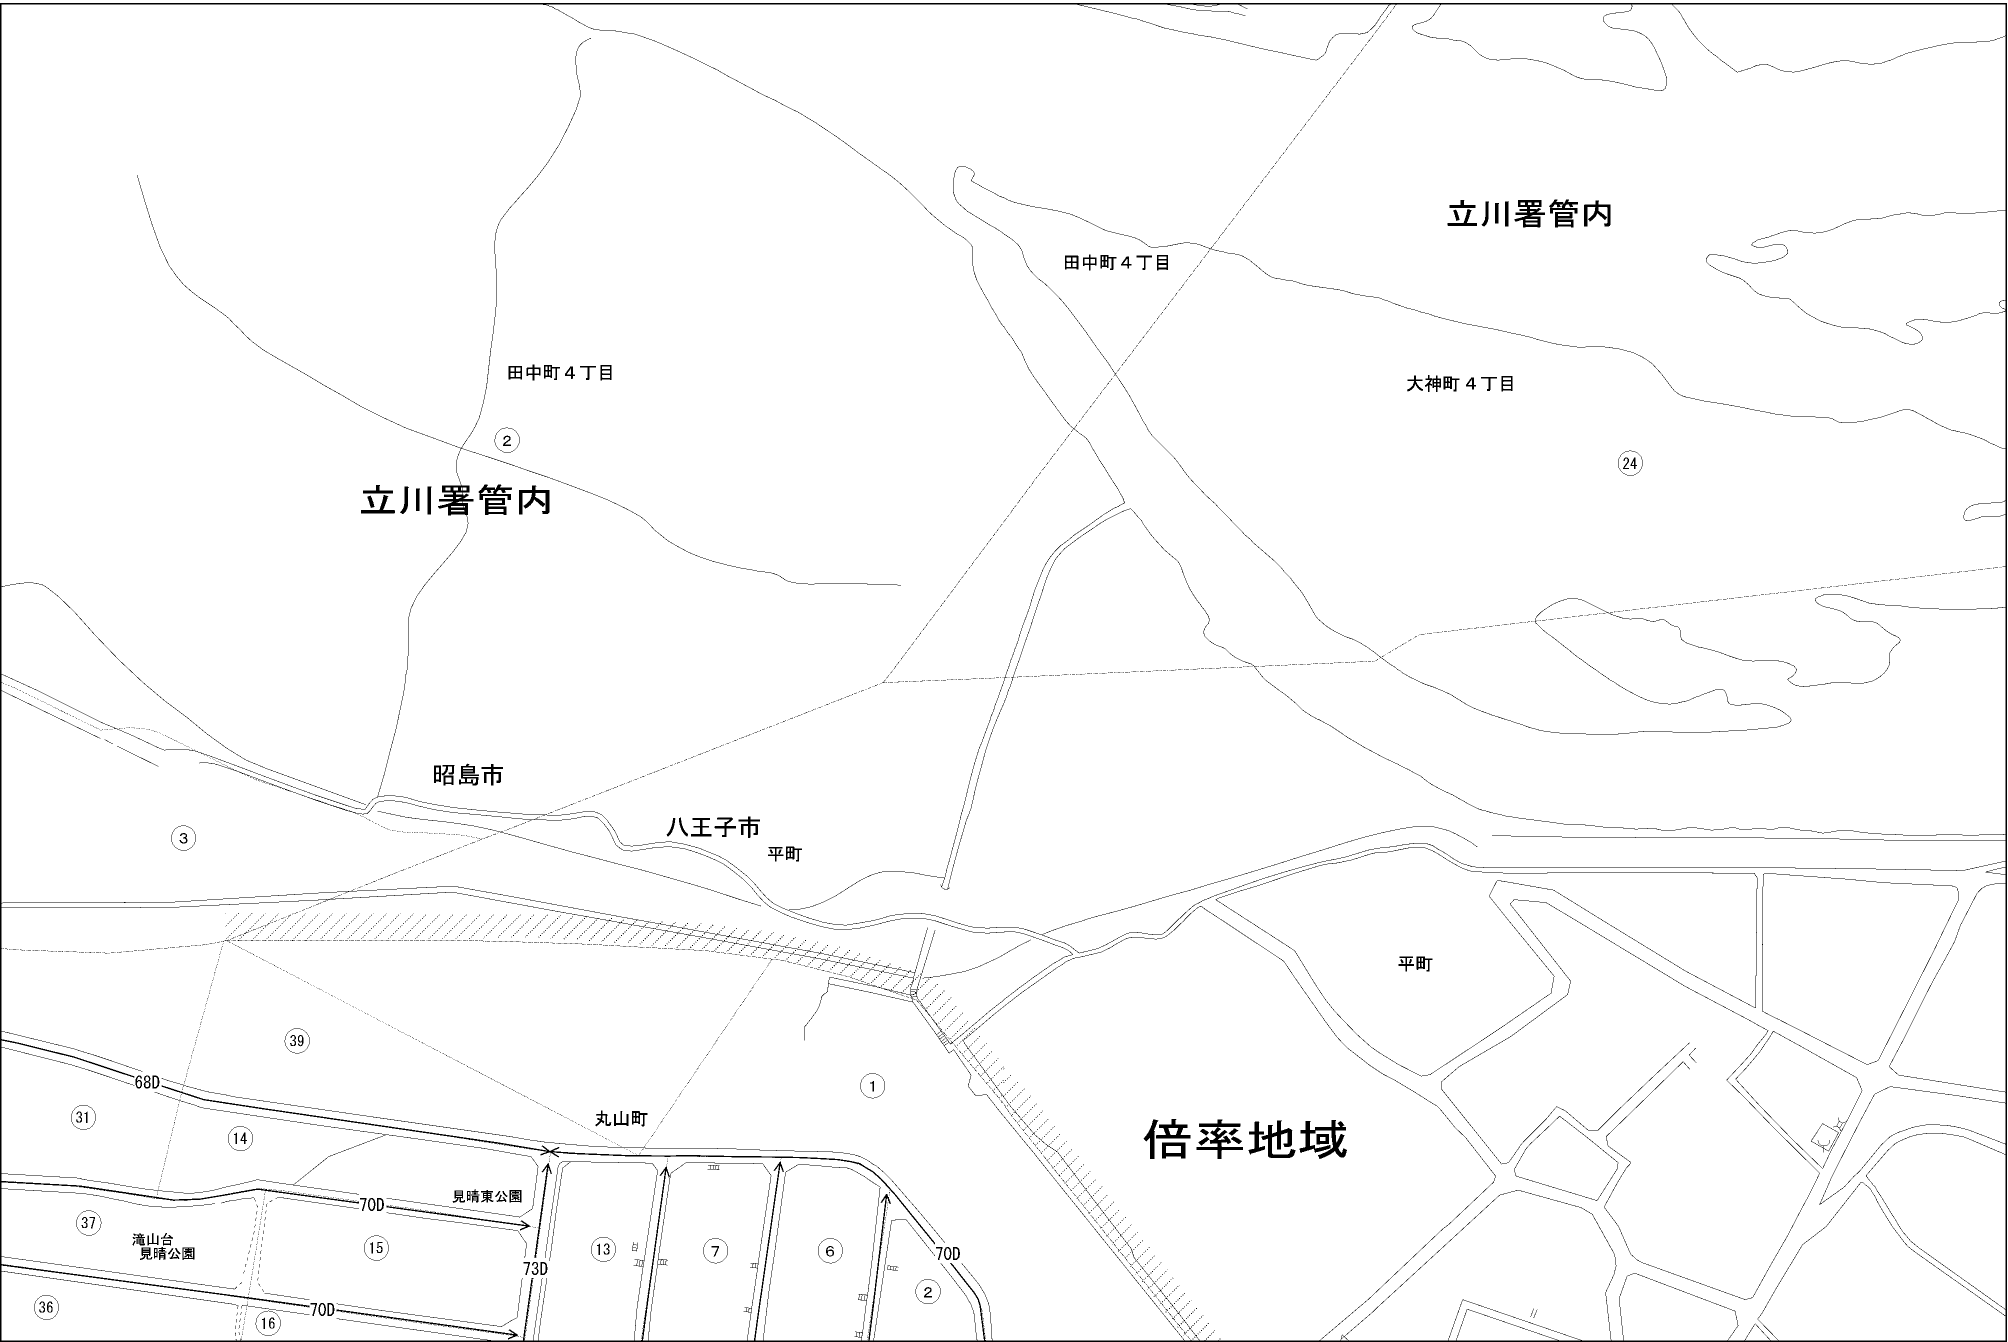 立川署管内
田中町４丁目
田中町４丁目
大神町４丁目
2
24
立川署管内
昭島市
八王子市
3
平町
平町
39
68D
1
31
丸山町
14
倍率地域
見晴東公園
70D
37
滝山台
見晴公園
15
13
7
6
70D
73D
2
36
70D
16